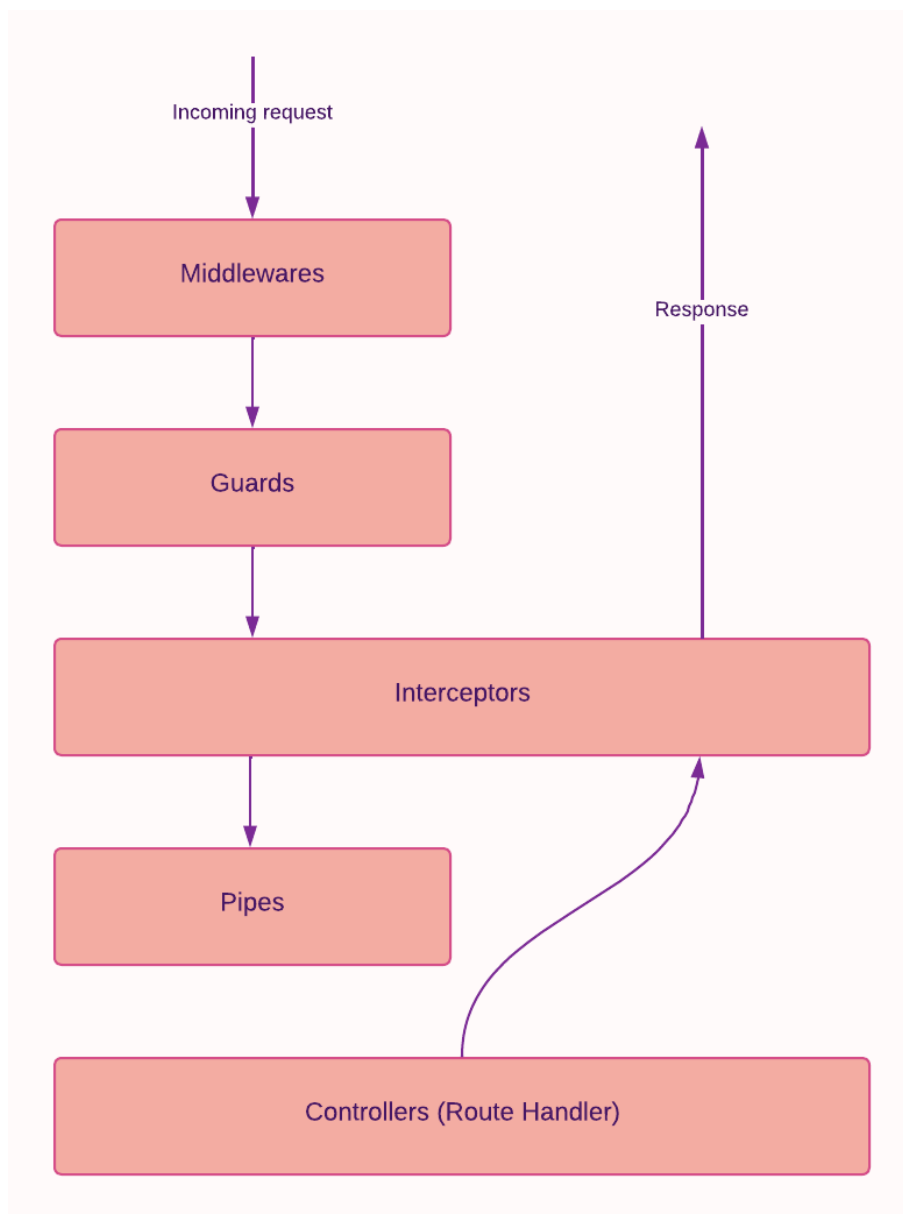 Incoming request
Middlewares
Response
Guards
Interceptors
Pipes
Controllers (Route Handler)